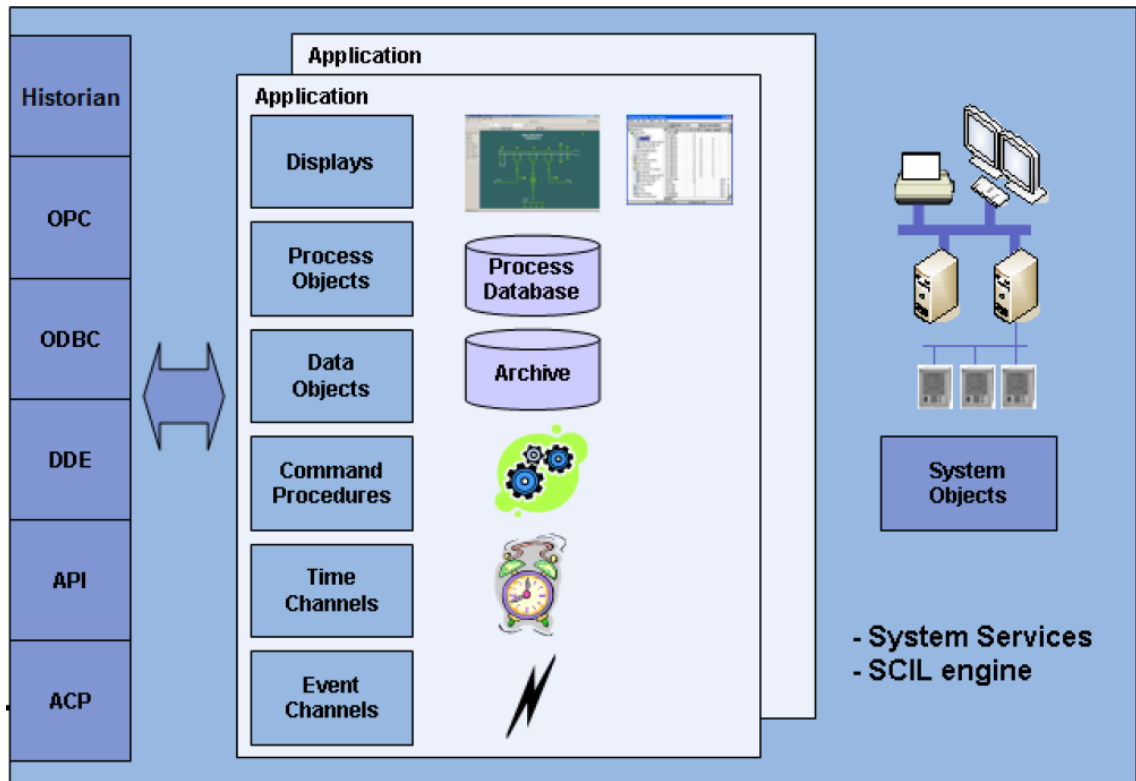 Historian
OPC
ODBC
DDE
API
ACP
Application
Application
Displays
Process
Objects
Process
Database
Data
Objects
Archive
Command
Procedures
Time
Channels
Event
Channels
System
Objects
- System Services
- SCIL engine